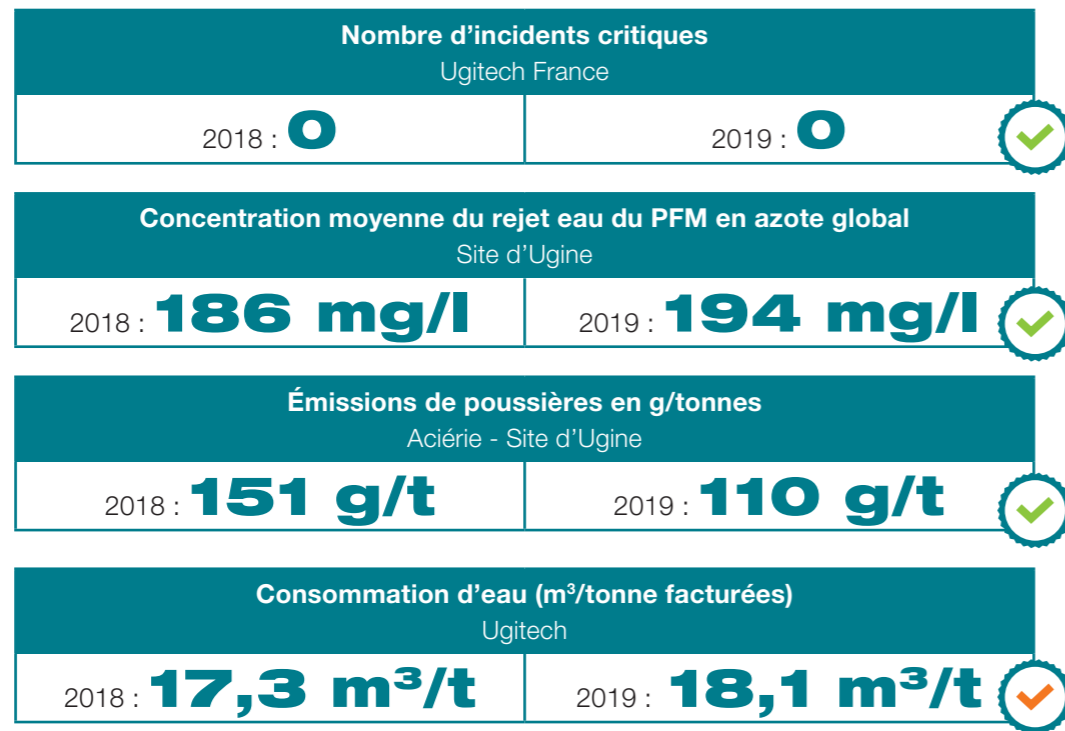 Nombre d’incidents critiques
Ugitech France
2018 : 0
2019 : 0
Concentration moyenne du rejet eau du PFM en azote global
Site d’Ugine
2018 : 186 mg/l
2019 : 194 mg/l
Émissions de poussières en g/tonnes
Aciérie - Site d’Ugine
2018 : 151 g/t
2019 : 110 g/t
Consommation d’eau (m³/tonne facturées)
Ugitech
2018 : 17,3 m³/t
2019 : 18,1 m³/t